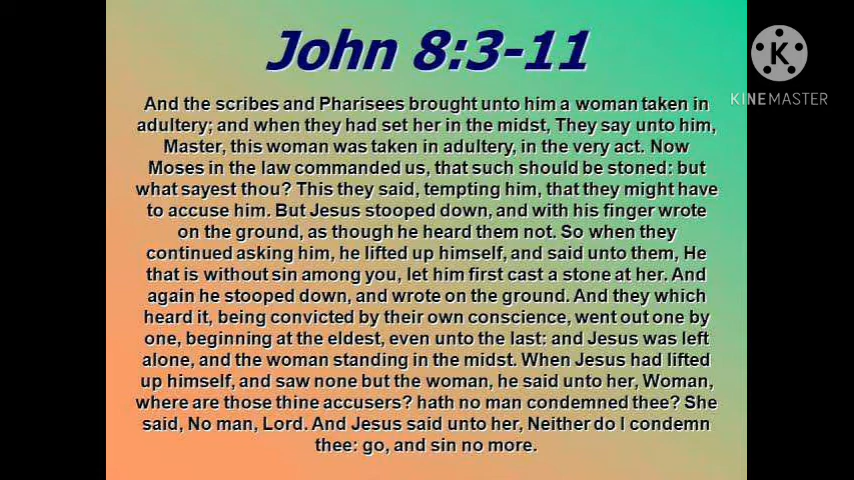 John 8:3-11
K
KINEMASTER
And the scribes and Pharisees brought unto him a woman taken in
adultery; and when they had set her in the midst, They say unto him,
Master, this woman was taken in adultery, in the very act. Now
Moses in the law commanded us, that such should be stoned: but
what sayest thou? This they said, tempting him, that they might have
to accuse him. But Jesus stooped down, and with his finger wrote
on the ground, as though he heard them not. So when they
continued asking him, he lifted up himself, and said unto them, He
that is without sin among you, let him first cast a stone at her. And
again he stooped down, and wrote on the ground. And they which
heard it, being convicted by their own conscience, went out one by
one, beginning at the eldest, even unto the last: and Jesus was left
alone, and the woman standing in the midst. When Jesus had lifted
up himself, and saw none but the woman, he said unto her, Woman,
where are those thine accusers? hath no man condemned thee? She
said, No man, Lord. And Jesus said unto her, Neither do I condemn
thee: go, and sin no more.